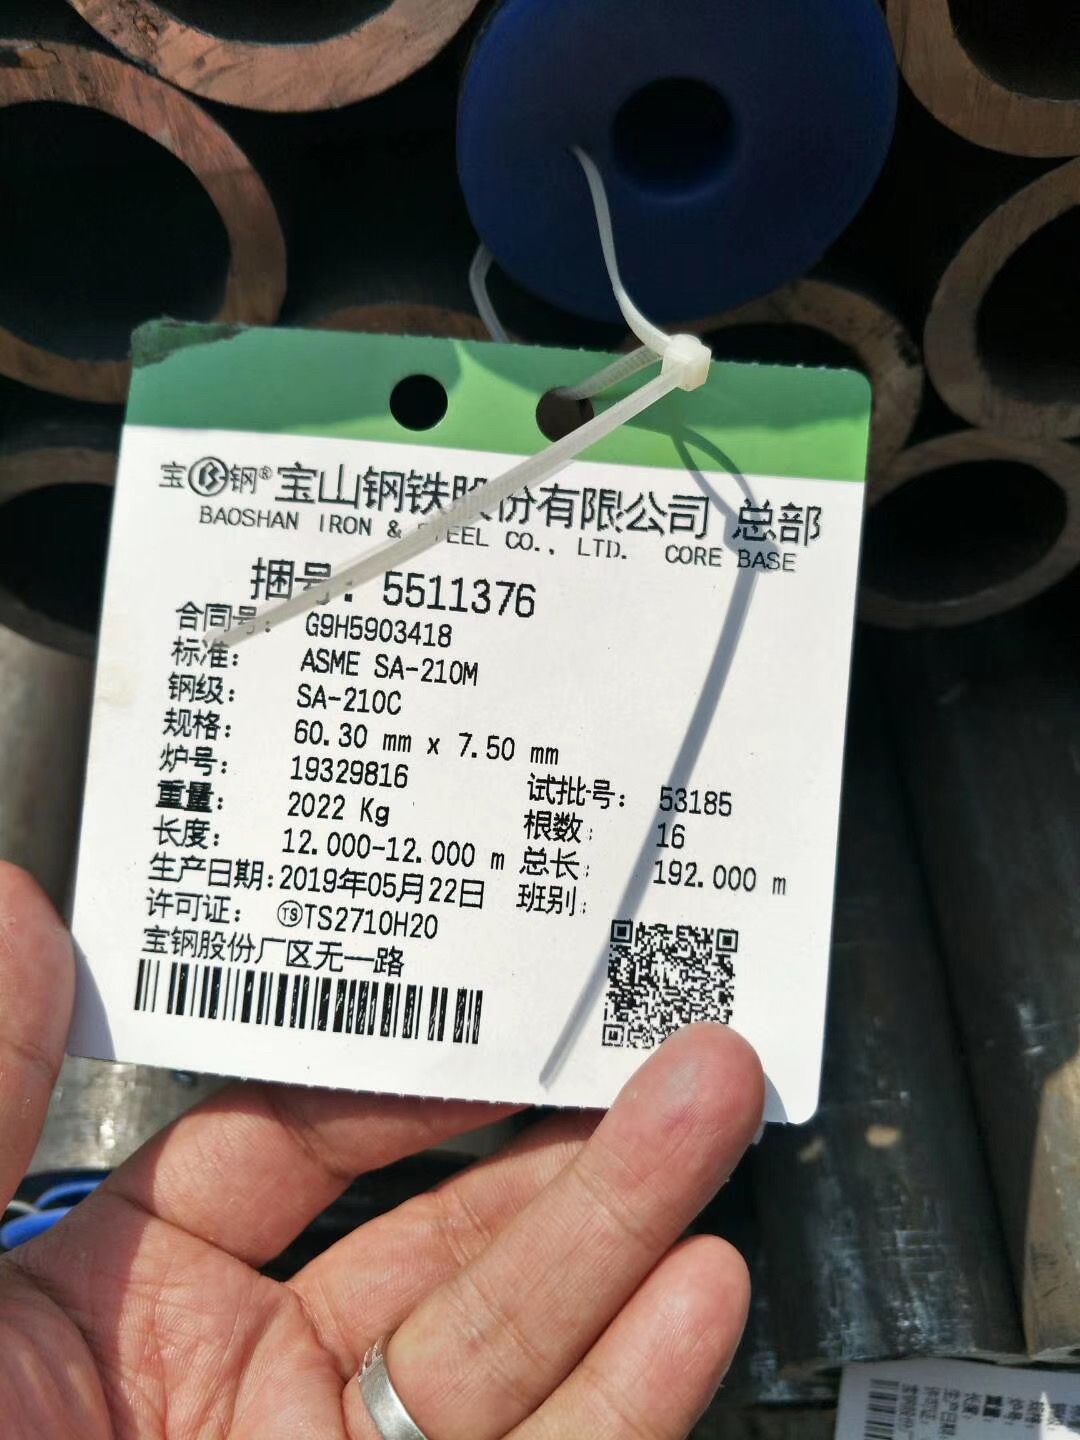 宝 B 钢® 宝山钢铁股份有限公司 总部
BAOSHAN IRON & STEEL CO., LTD. CORE BASE
捆号: 5511376
合同号: G9H5903418
标准: ASME SA-210M
钢级: SA-210C
规格: 60.30 mm x 7.50 mm
炉号: 19329816 试批号: 53185
重量: 2022 Kg 根数: 16
长度: 12.000-12.000 m 总长: 192.000 m
生产日期: 2019年05月22日 班别:
许可证: TS TS2710H20
宝钢股份厂区无一路